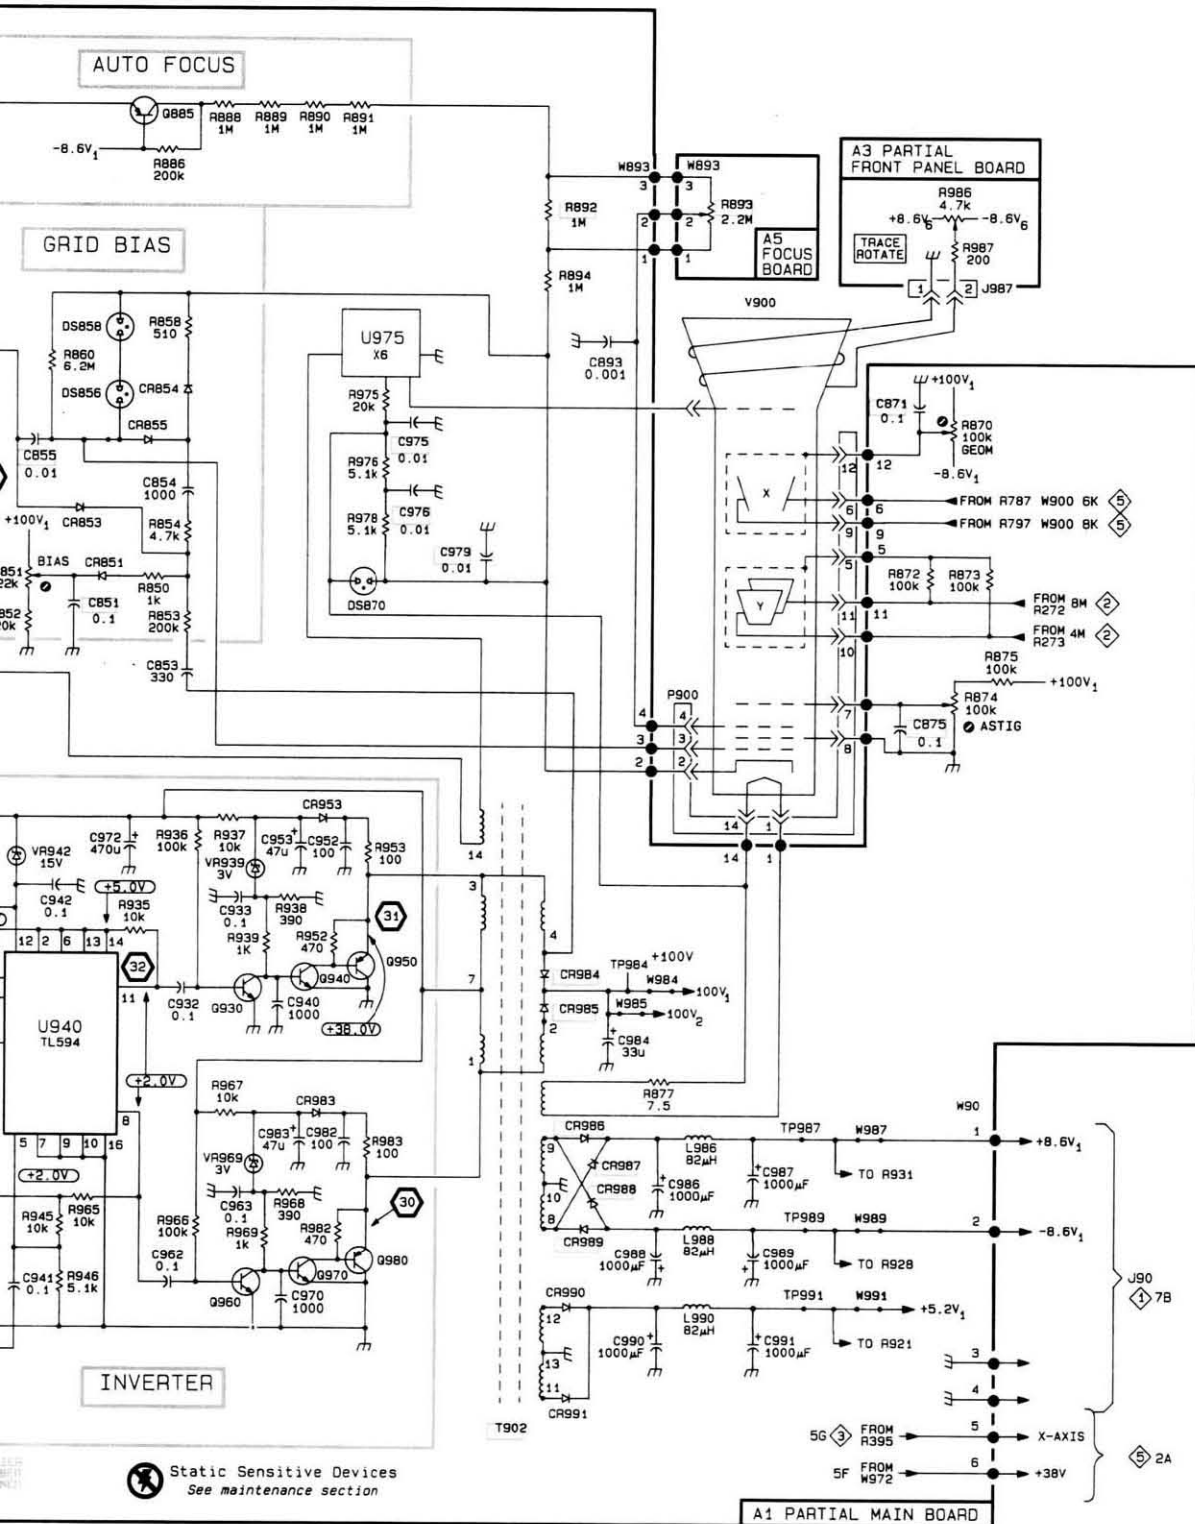 AUTO FOCUS
Q885
R888
1M
R889
1M
R890
1M
R891
1M
-8.6V1
R886
200k
W893
W893
3
3
2
2
1
1
R892
1M
R893
2.2M
A5
FOCUS
BOARD
R894
1M
A3 PARTIAL
FRONT PANEL BOARD
R986
4.7k
+8.6V6
-8.6V6
TRACE
ROTATE
R987
200
1
2
J987
GRID BIAS
DS858
R858
510
R860
6.2M
DS856
CR854
CR855
C855
0.01
C854
1000
CR853
R854
4.7k
+100V1
BIAS
CR851
851
22k
R850
1k
C851
0.1
852
20k
R853
200k
C853
330
U975
X6
R975
20k
C975
0.01
R976
5.1k
C976
0.01
R978
5.1k
C979
0.01
DS870
C893
0.001
V900
X
Y
+100V1
C871
0.1
R870
100k
GEOM
-8.6V1
12
12
6
6
FROM R787 W900 6K
5
9
9
FROM R797 W900 8K
5
5
5
R872
100k
R873
100k
11
11
FROM
R272
8M
2
10
FROM
R273
4M
2
R875
100k
+100V1
R874
100k
ASTIG
7
C875
0.1
8
P900
4
4
3
3
2
2
14
1
14
1
CR953
C972
470u
R936
100k
R937
10k
C953
47u
C952
100
R953
100
VR942
15V
VR939
3V
C942
0.1
+5.0V
R935
10k
C933
0.1
R938
390
R939
1K
R952
470
31
12
2
6
13
14
32
11
C932
0.1
Q930
Q940
C940
1000
Q950
+38.0V
U940
TL594
+2.0V
8
5
7
9
10
16
+2.0V
R967
10k
CR983
C983
47u
C982
100
R983
100
VR969
3V
C963
0.1
R968
390
R945
10k
R965
10k
R966
100k
R969
1k
R982
470
30
C962
0.1
C941
0.1
R946
5.1k
Q960
Q970
C970
1000
Q980
INVERTER
14
3
7
1
4
2
CR984
CR985
TP984
+100V
W984
100V1
W985
100V2
C984
33u
R877
7.5
9
10
8
CR986
CR987
CR988
CR989
C986
1000µF
L986
82µH
C987
1000µF
TP987
W987
TO R931
C988
1000µF
L988
82µH
C989
1000µF
TP989
W989
TO R928
12
13
11
CR990
CR991
C990
1000µF
L990
82µH
C991
1000µF
TP991
W991
+5.2V1
TO R921
T902
W90
1
+8.6V1
2
-8.6V1
J90
1
7B
3
4
5G
3
FROM
R395
5
X-AXIS
5F
FROM
W972
6
+38V
5
2A
Static Sensitive Devices
See maintenance section
A1 PARTIAL MAIN BOARD